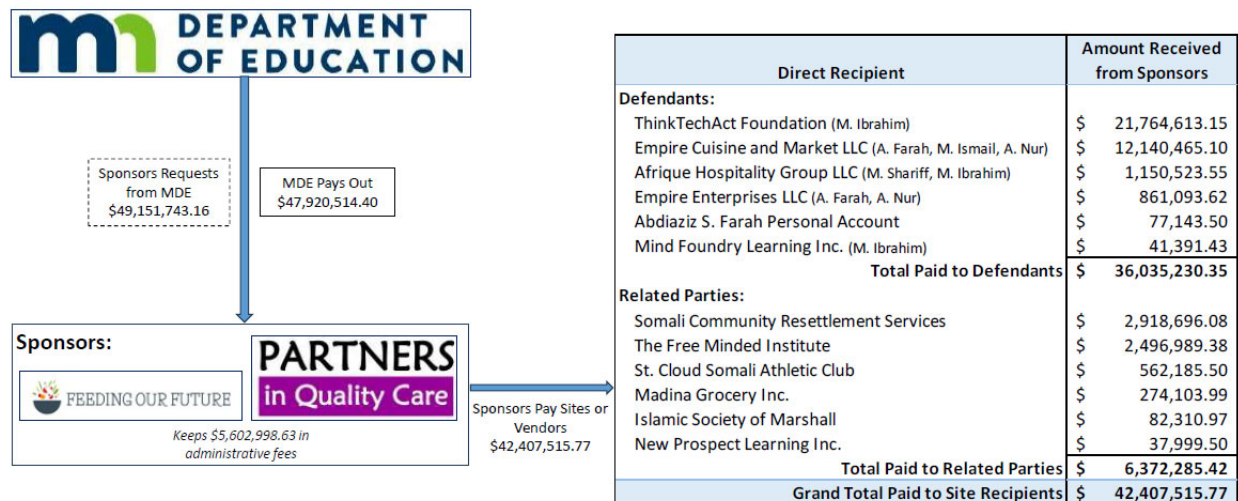 mn DEPARTMENT
OF EDUCATION
Sponsors Requests
from MDE
$49,151,743.16
MDE Pays Out
$47,920,514.40
Sponsors:
FEEDING OUR FUTURE
PARTNERS
in Quality Care
Keeps $5,602,998.63 in
administrative fees
Sponsors Pay Sites or
Vendors
$42,407,515.77
Amount Received
Direct Recipient from Sponsors
Defendants:
ThinkTechAct Foundation (M. Ibrahim) $ 21,764,613.15
Empire Cuisine and Market LLC (A. Farah, M. Ismail, A. Nur) $ 12,140,465.10
Afrique Hospitality Group LLC (M. Shariff, M. Ibrahim) $ 1,150,523.55
Empire Enterprises LLC (A. Farah, A. Nur) $ 861,093.62
Abdiaziz S. Farah Personal Account $ 77,143.50
Mind Foundry Learning Inc. (M. Ibrahim) $ 41,391.43
Total Paid to Defendants $ 36,035,230.35
Related Parties:
Somali Community Resettlement Services $ 2,918,696.08
The Free Minded Institute $ 2,496,989.38
St. Cloud Somali Athletic Club $ 562,185.50
Madina Grocery Inc. $ 274,103.99
Islamic Society of Marshall $ 82,310.97
New Prospect Learning Inc. $ 37,999.50
Total Paid to Related Parties $ 6,372,285.42
Grand Total Paid to Site Recipients $ 42,407,515.77